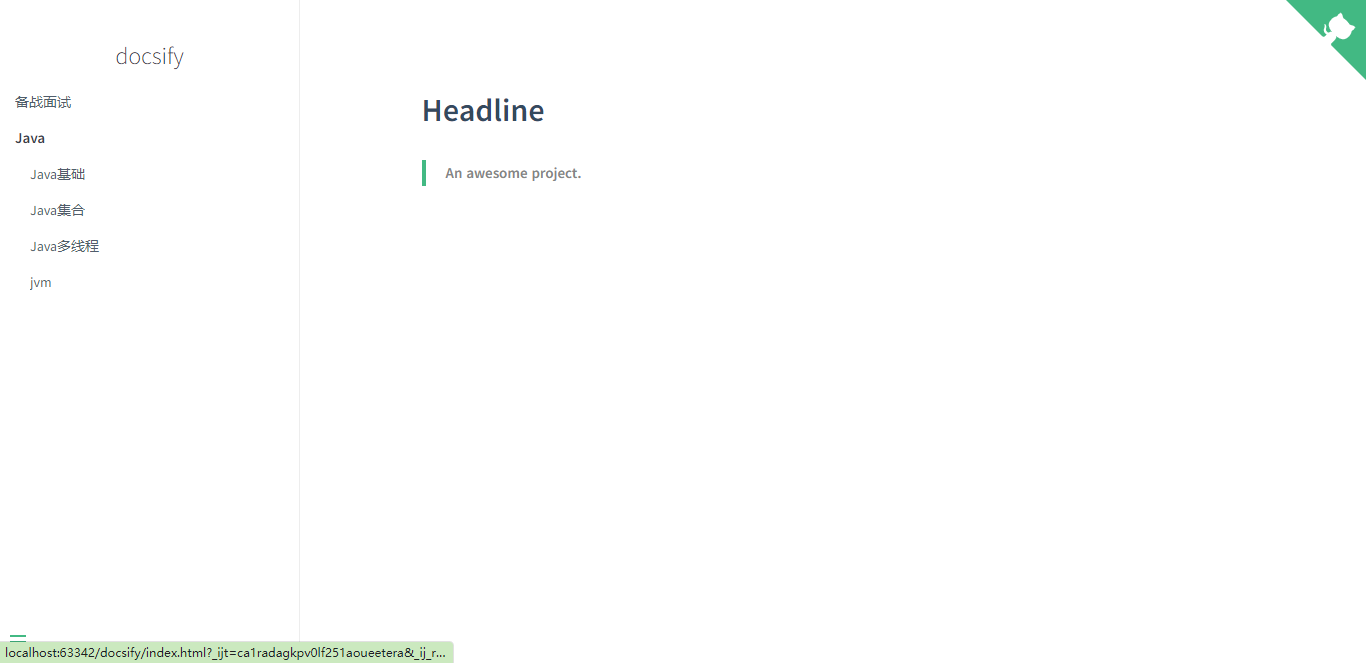 docsify
备战面试
Java
Java基础
Java集合
Java多线程
jvm
Headline
An awesome project.
localhost:63342/docsify/index.html?_ijt=ca1radagkpv0lf251aoueetera&_ij_r...